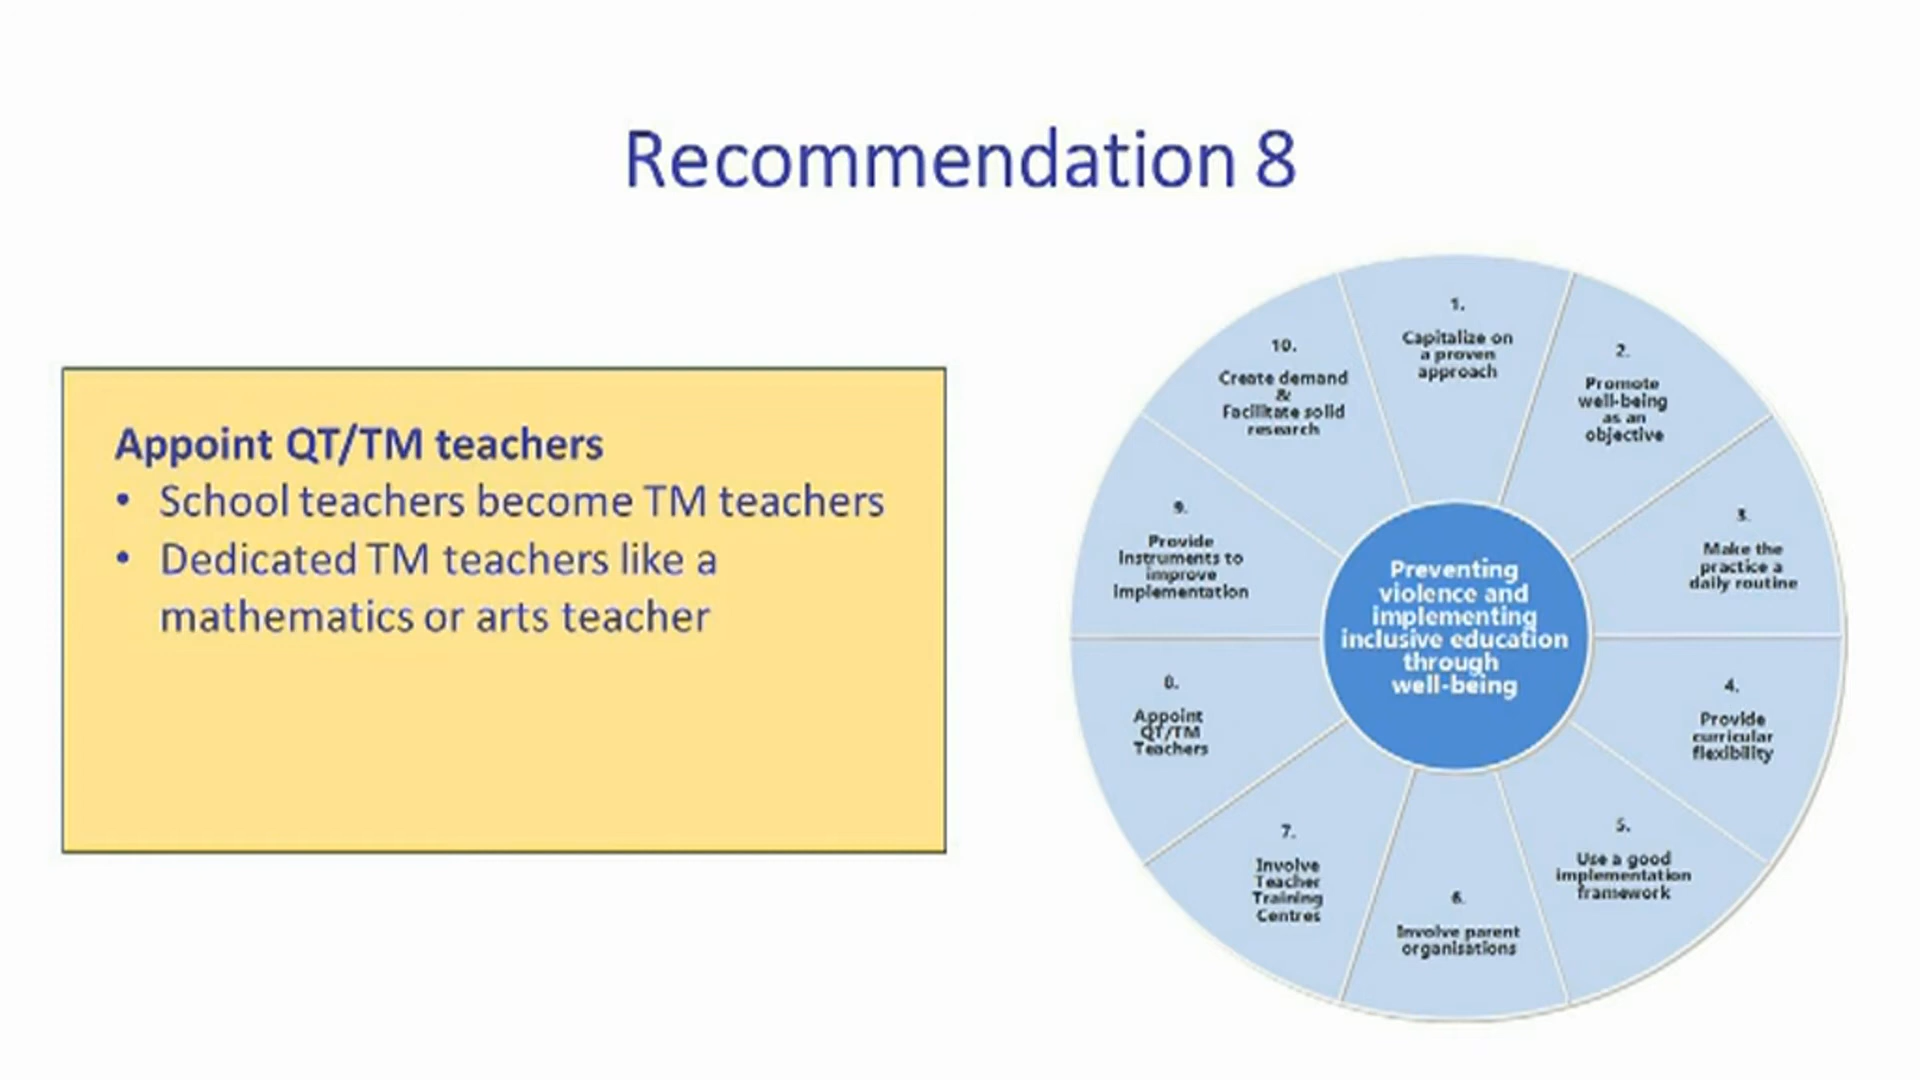 Recommendation 8
Appoint QT/TM teachers
• School teachers become TM teachers
• Dedicated TM teachers like a
mathematics or arts teacher
1.
Capitalize on
a proven
approach
2.
Promote
well-being
as an
objective
3.
Make the
practice a
daily routine
4.
Provide
curricular
flexibility
5.
Use a good
implementation
framework
6.
Involve parent
organisations
7.
Involve
Teacher
Training
Centres
8.
Appoint
QT/TM
Teachers
9.
Provide
Instruments to
improve
Implementation
10.
Create demand
&
Facilitate solid
research
Preventing
violence and
implementing
inclusive education
through
well-being